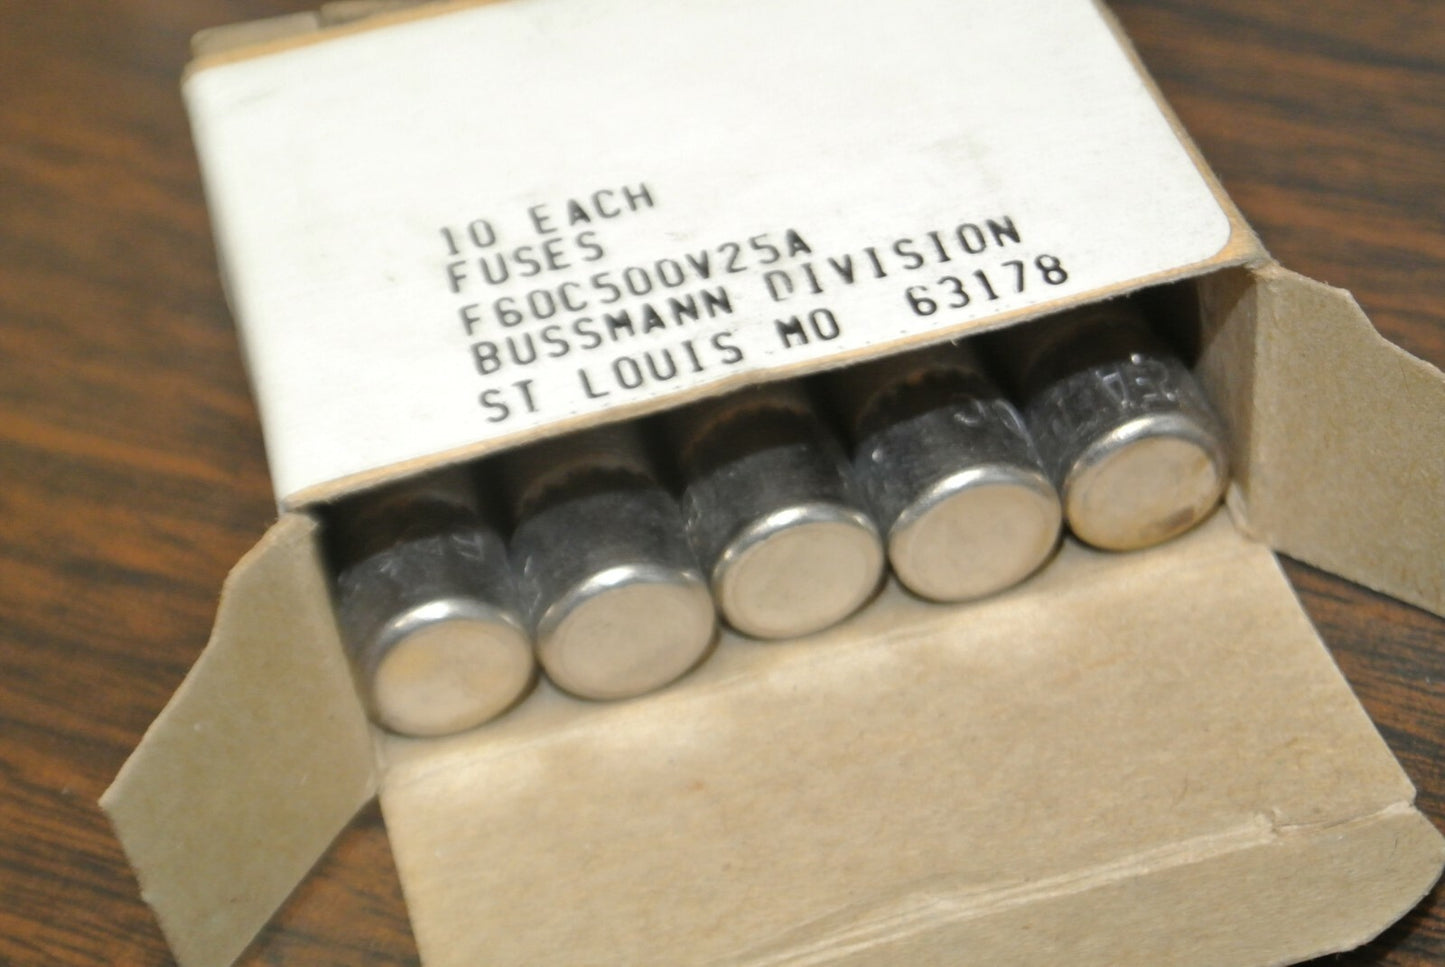 10 EACH
FUSES
F60C500V25A
BUSSMANN DIVISION
ST LOUIS MO 63178